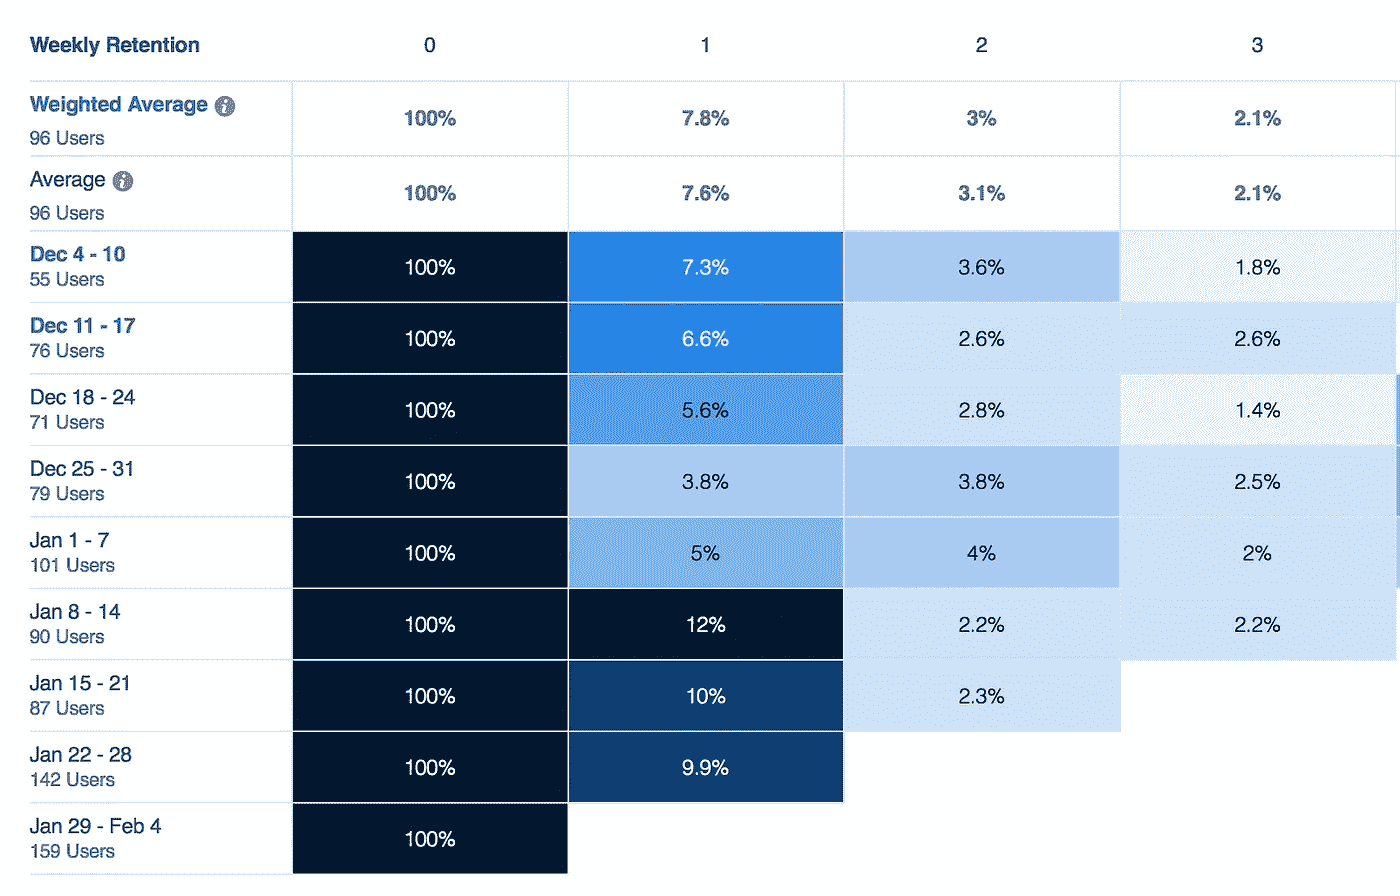 Weekly Retention 0 1 2 3
Weighted Average 100% 7.8% 3% 2.1%
96 Users
Average 100% 7.6% 3.1% 2.1%
96 Users
Dec 4 - 10 100% 7.3% 3.6% 1.8%
55 Users
Dec 11 - 17 100% 6.6% 2.6% 2.6%
76 Users
Dec 18 - 24 100% 5.6% 2.8% 1.4%
71 Users
Dec 25 - 31 100% 3.8% 3.8% 2.5%
79 Users
Jan 1 - 7 100% 5% 4% 2%
101 Users
Jan 8 - 14 100% 12% 2.2% 2.2%
90 Users
Jan 15 - 21 100% 10% 2.3%
87 Users
Jan 22 - 28 100% 9.9%
142 Users
Jan 29 - Feb 4 100%
159 Users